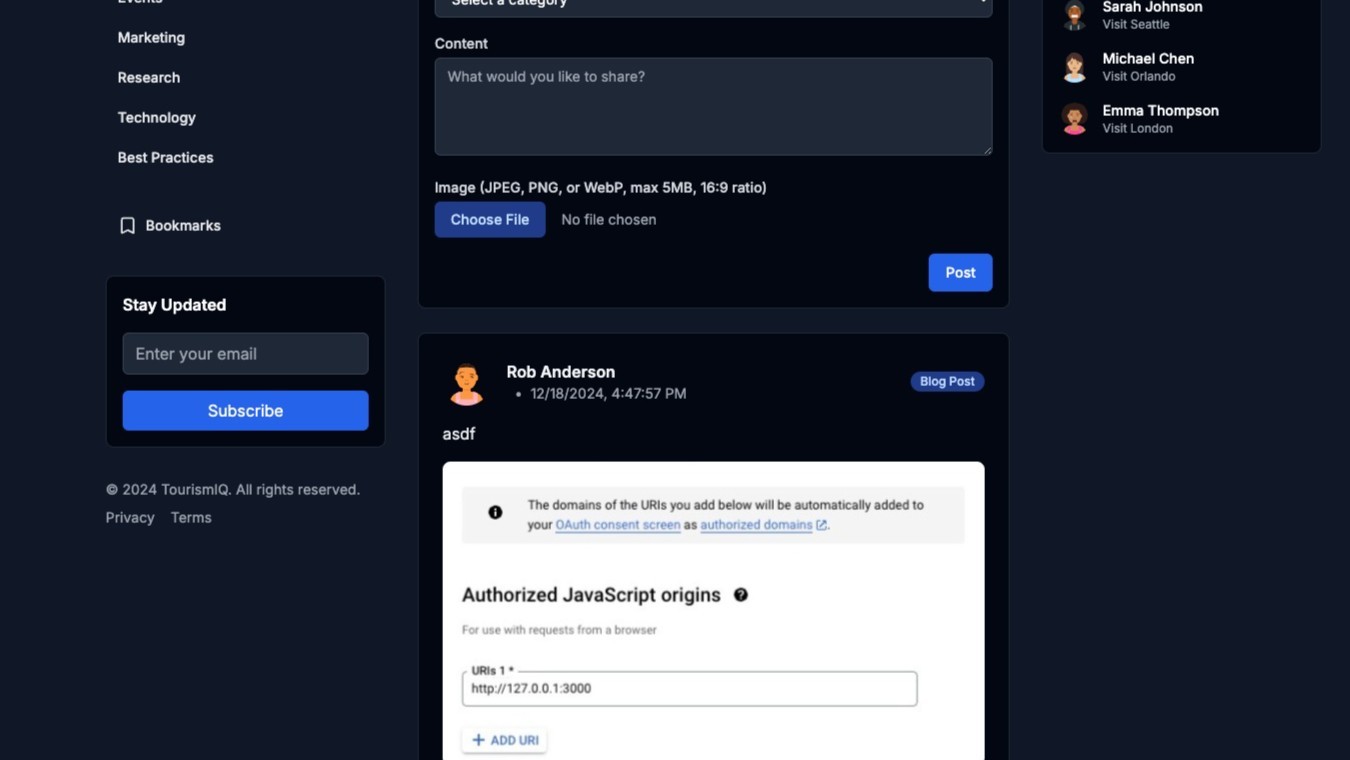 Events
Marketing
Research
Technology
Best Practices
Bookmarks
Stay Updated
Enter your email
Subscribe
© 2024 TourismIQ. All rights reserved.
Privacy Terms
Select a category
Content
What would you like to share?
Image (JPEG, PNG, or WebP, max 5MB, 16:9 ratio)
Choose File No file chosen
Post
Rob Anderson
• 12/18/2024, 4:47:57 PM
Blog Post
asdf
The domains of the URIs you add below will be automatically added to
your OAuth consent screen as authorized domains.
Authorized JavaScript origins
For use with requests from a browser
URIs 1 *
http://127.0.0.1:3000
+ ADD URI
Sarah Johnson
Visit Seattle
Michael Chen
Visit Orlando
Emma Thompson
Visit London